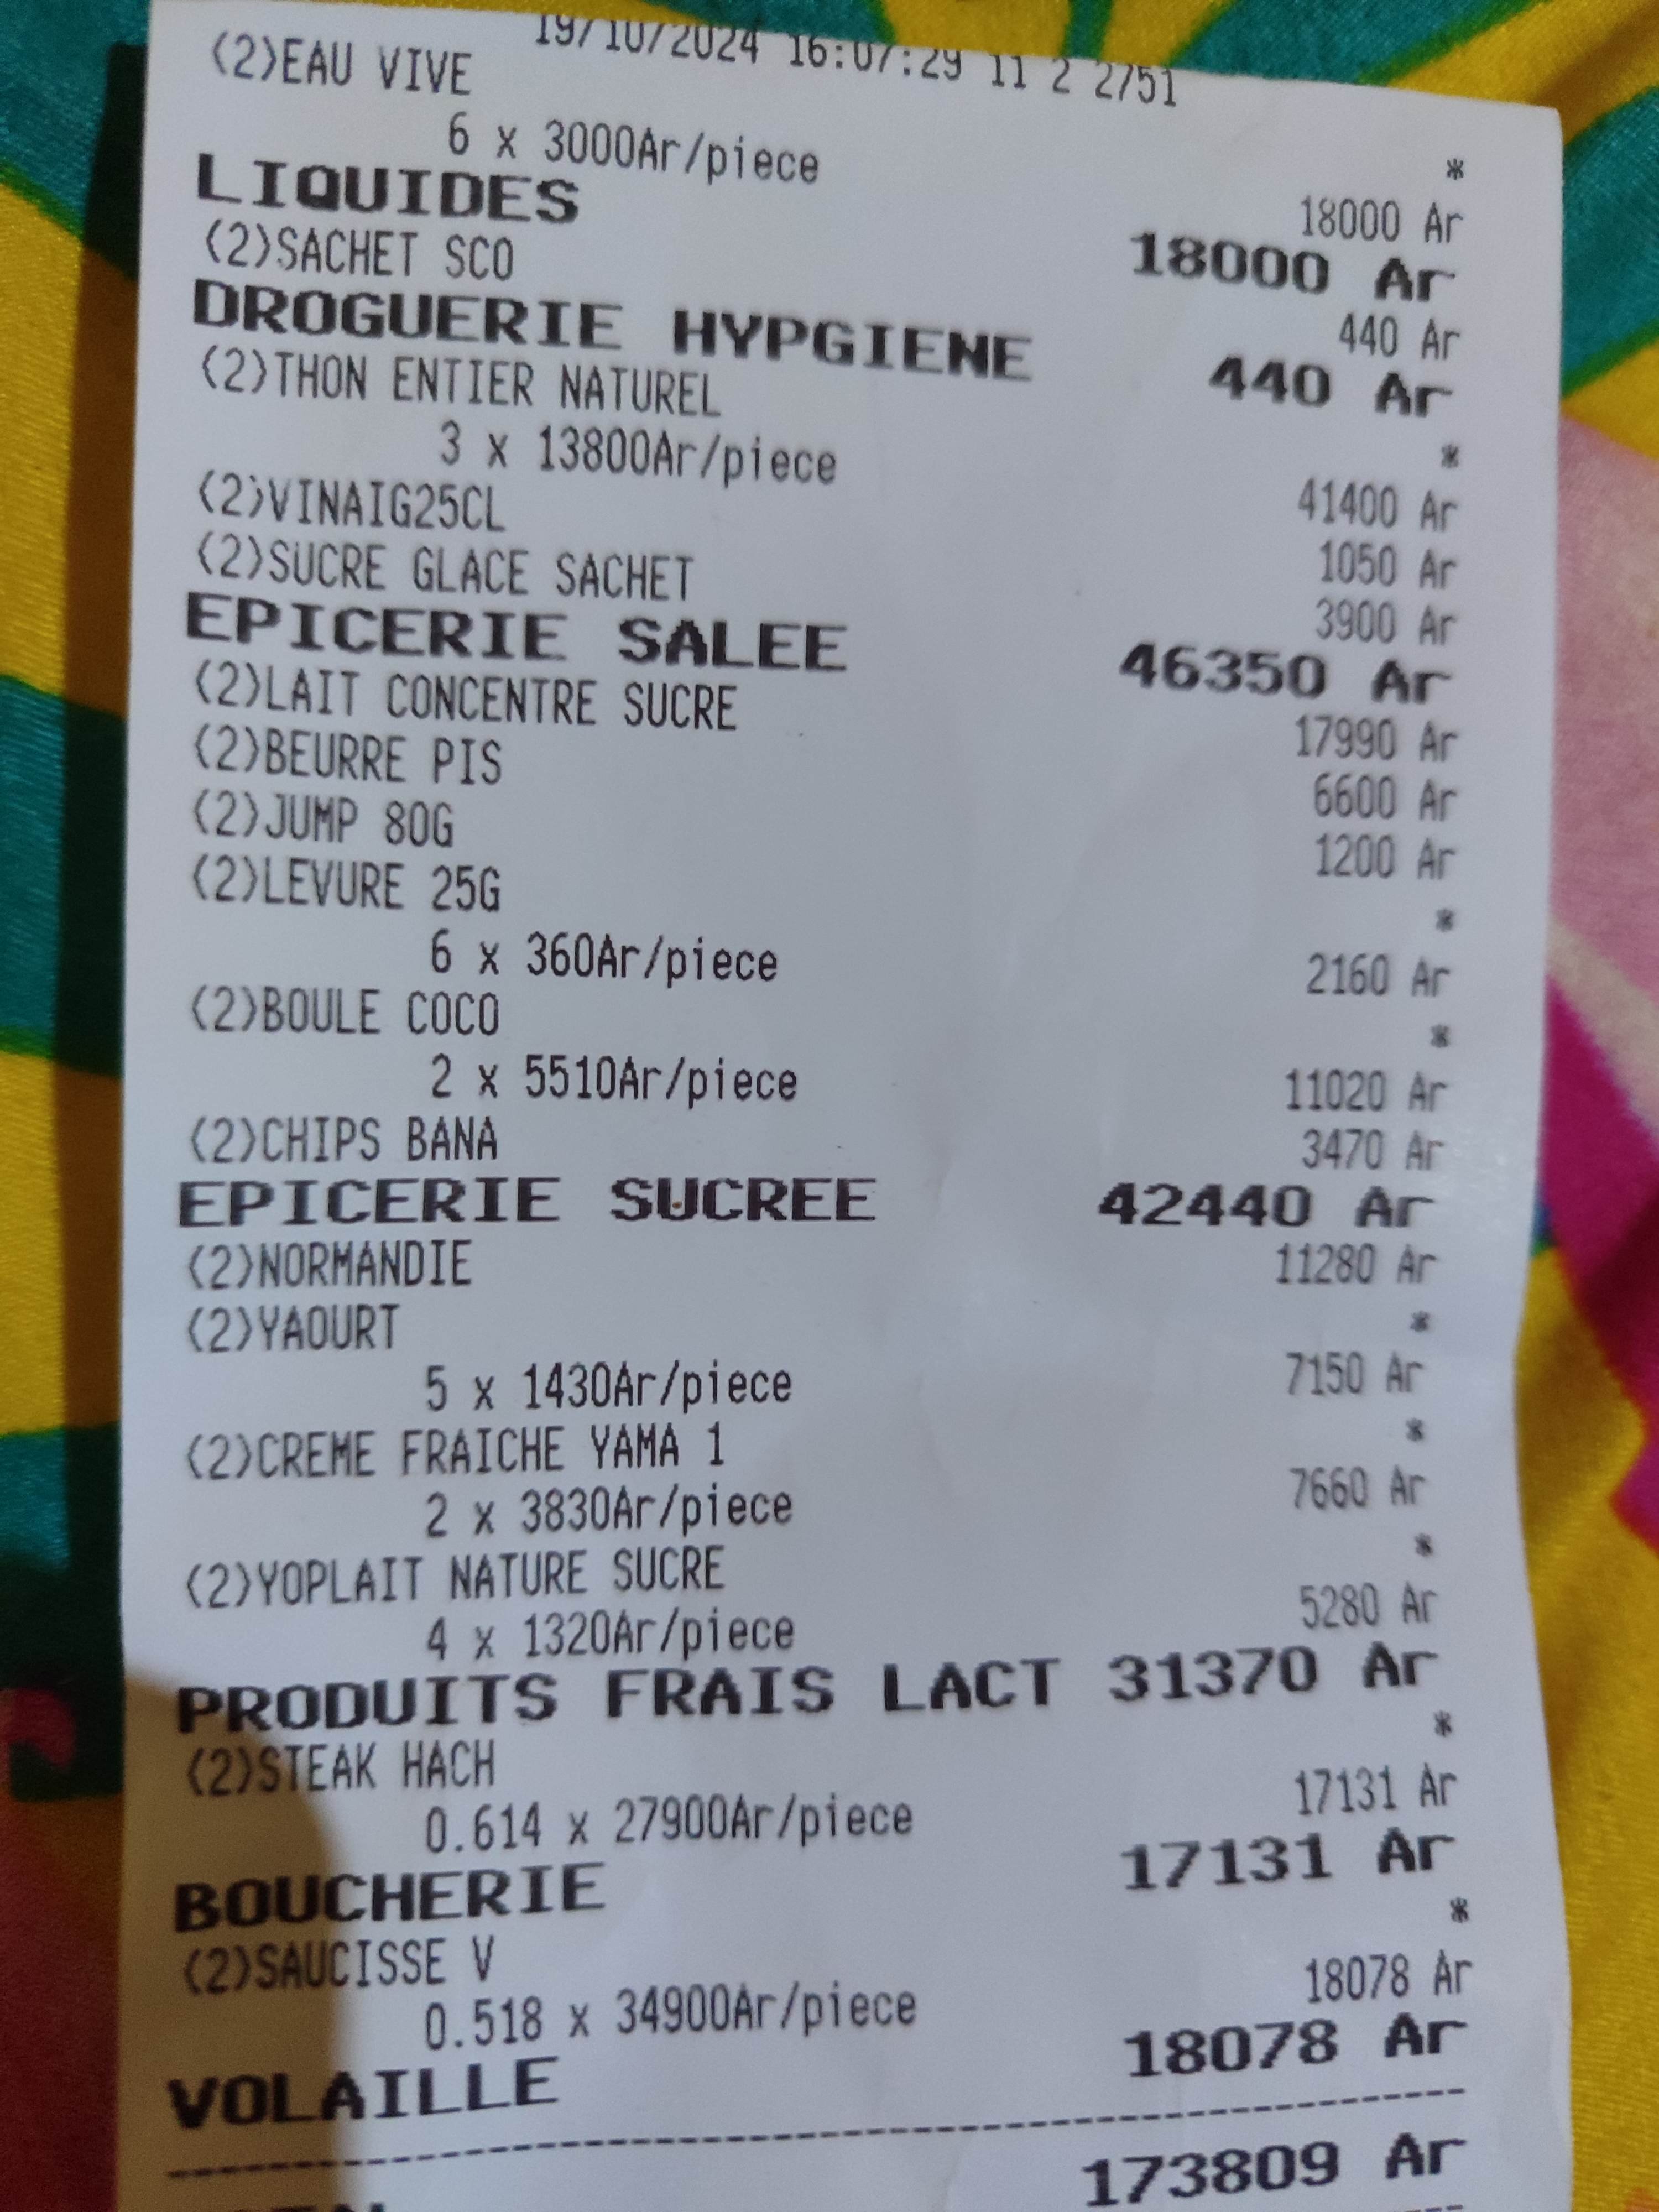 19/10/2024 16:07:29 11 2 2751
(2)EAU VIVE
6 x 3000Ar/piece *
18000 Ar
LIQUIDES 18000 Ar
(2)SACHET SCO 440 Ar
DROGUERIE HYPGIENE 440 Ar
(2)THON ENTIER NATUREL *
3 x 13800Ar/piece 41400 Ar
(2)VINAIG25CL 1050 Ar
(2)SUCRE GLACE SACHET 3900 Ar
EPICERIE SALEE 46350 Ar
(2)LAIT CONCENTRE SUCRE 17990 Ar
(2)BEURRE PIS 6600 Ar
(2)JUMP 80G 1200 Ar
(2)LEVURE 25G *
6 x 360Ar/piece 2160 Ar
(2)BOULE COCO *
2 x 5510Ar/piece 11020 Ar
(2)CHIPS BANA 3470 Ar
EPICERIE SUCREE 42440 Ar
(2)NORMANDIE 11280 Ar
(2)YAOURT *
5 x 1430Ar/piece 7150 Ar
(2)CREME FRAICHE YAMA 1 *
2 x 3830Ar/piece 7660 Ar
(2)YOPLAIT NATURE SUCRE *
4 x 1320Ar/piece 5280 Ar
PRODUITS FRAIS LACT 31370 Ar
(2)STEAK HACH *
0.614 x 27900Ar/piece 17131 Ar
BOUCHERIE 17131 Ar
(2)SAUCISSE V *
0.518 x 34900Ar/piece 18078 Ar
VOLAILLE 18078 Ar
173809 Ar